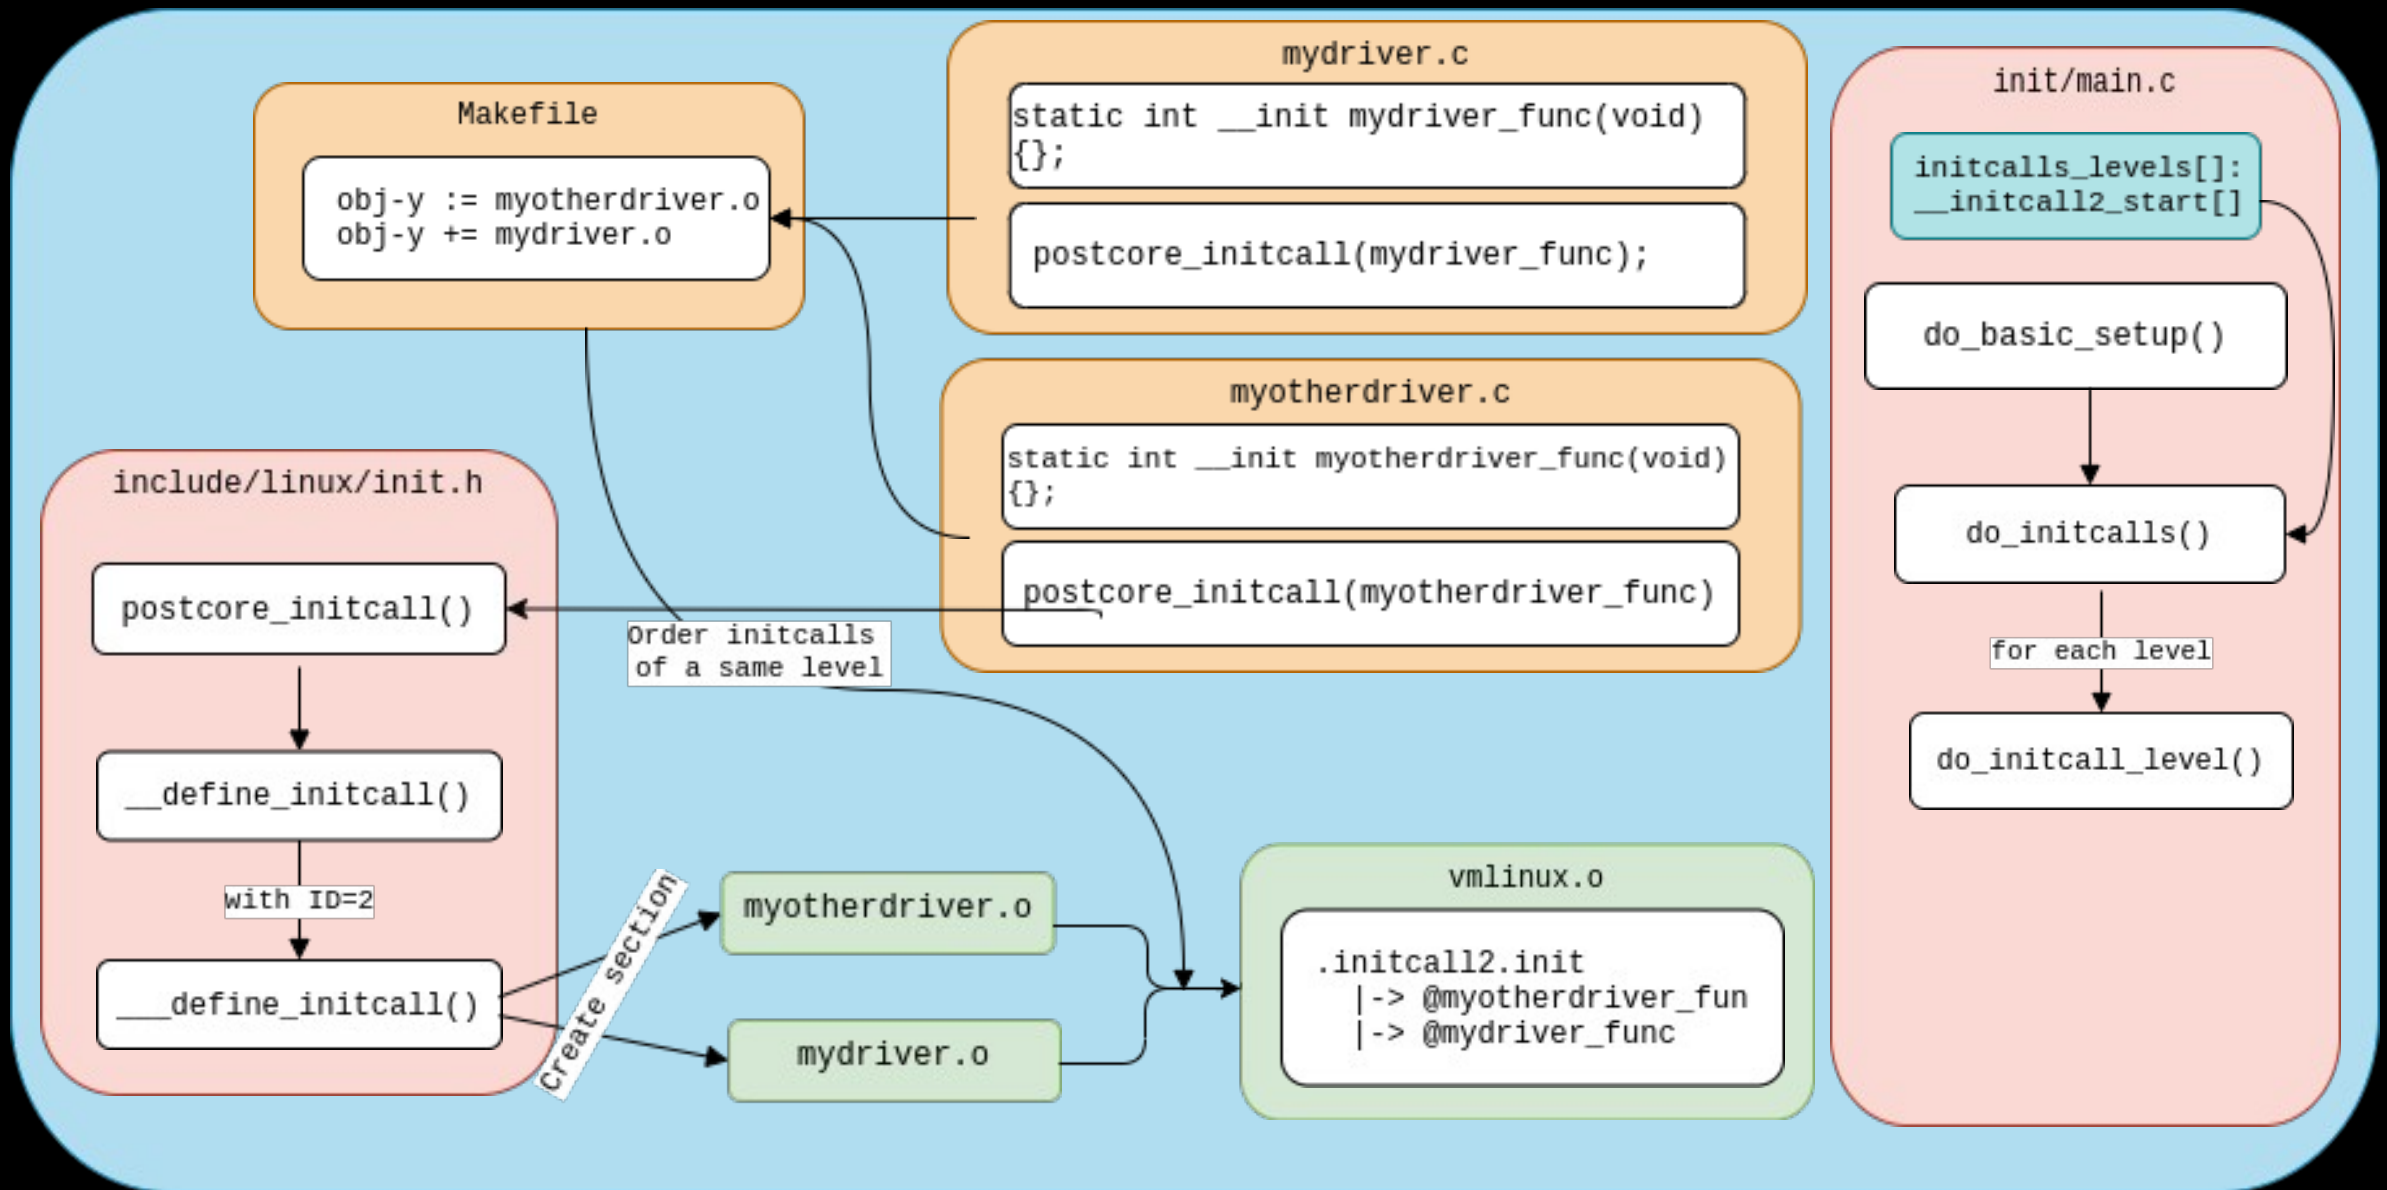 Makefile
obj-y := myotherdriver.o
obj-y += mydriver.o
mydriver.c
static int __init mydriver_func(void)
{};
postcore_initcall(mydriver_func);
myotherdriver.c
static int __init myotherdriver_func(void)
{};
postcore_initcall(myotherdriver_func)
init/main.c
initcalls_levels[]:
__initcall2_start[]
do_basic_setup()
do_initcalls()
for each level
do_initcall_level()
include/linux/init.h
postcore_initcall()
__define_initcall()
with ID=2
___define_initcall()
Order initcalls
of a same level
Create section
myotherdriver.o
mydriver.o
vmlinux.o
.initcall2.init
|-> @myotherdriver_fun
|-> @mydriver_func